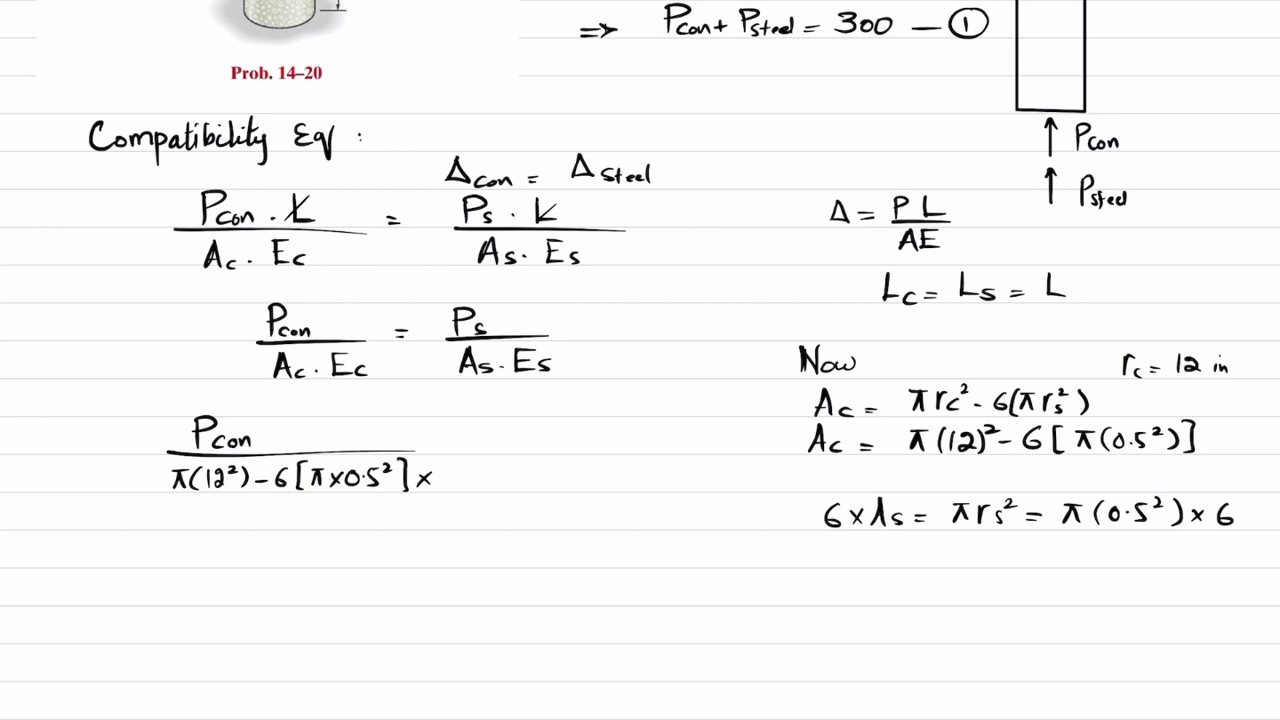 => Pcon + Psteel = 300 — ①
Prob. 14–20
Compatibility Eq :
Pcon
Psteel
Δcon = Δsteel
Pcon . L / Ac . Ec = Ps . L / As . Es
Δ = PL / AE
Lc = Ls = L
Pcon / Ac . Ec = Ps / As . Es
Now rc = 12 in
Ac = πrc² - 6(πrs²)
Ac = π(12)² - 6[π(0.5²)]
Pcon / π(12²) - 6[π×0.5²] ×
6×As = πrs² = π(0.5²) × 6